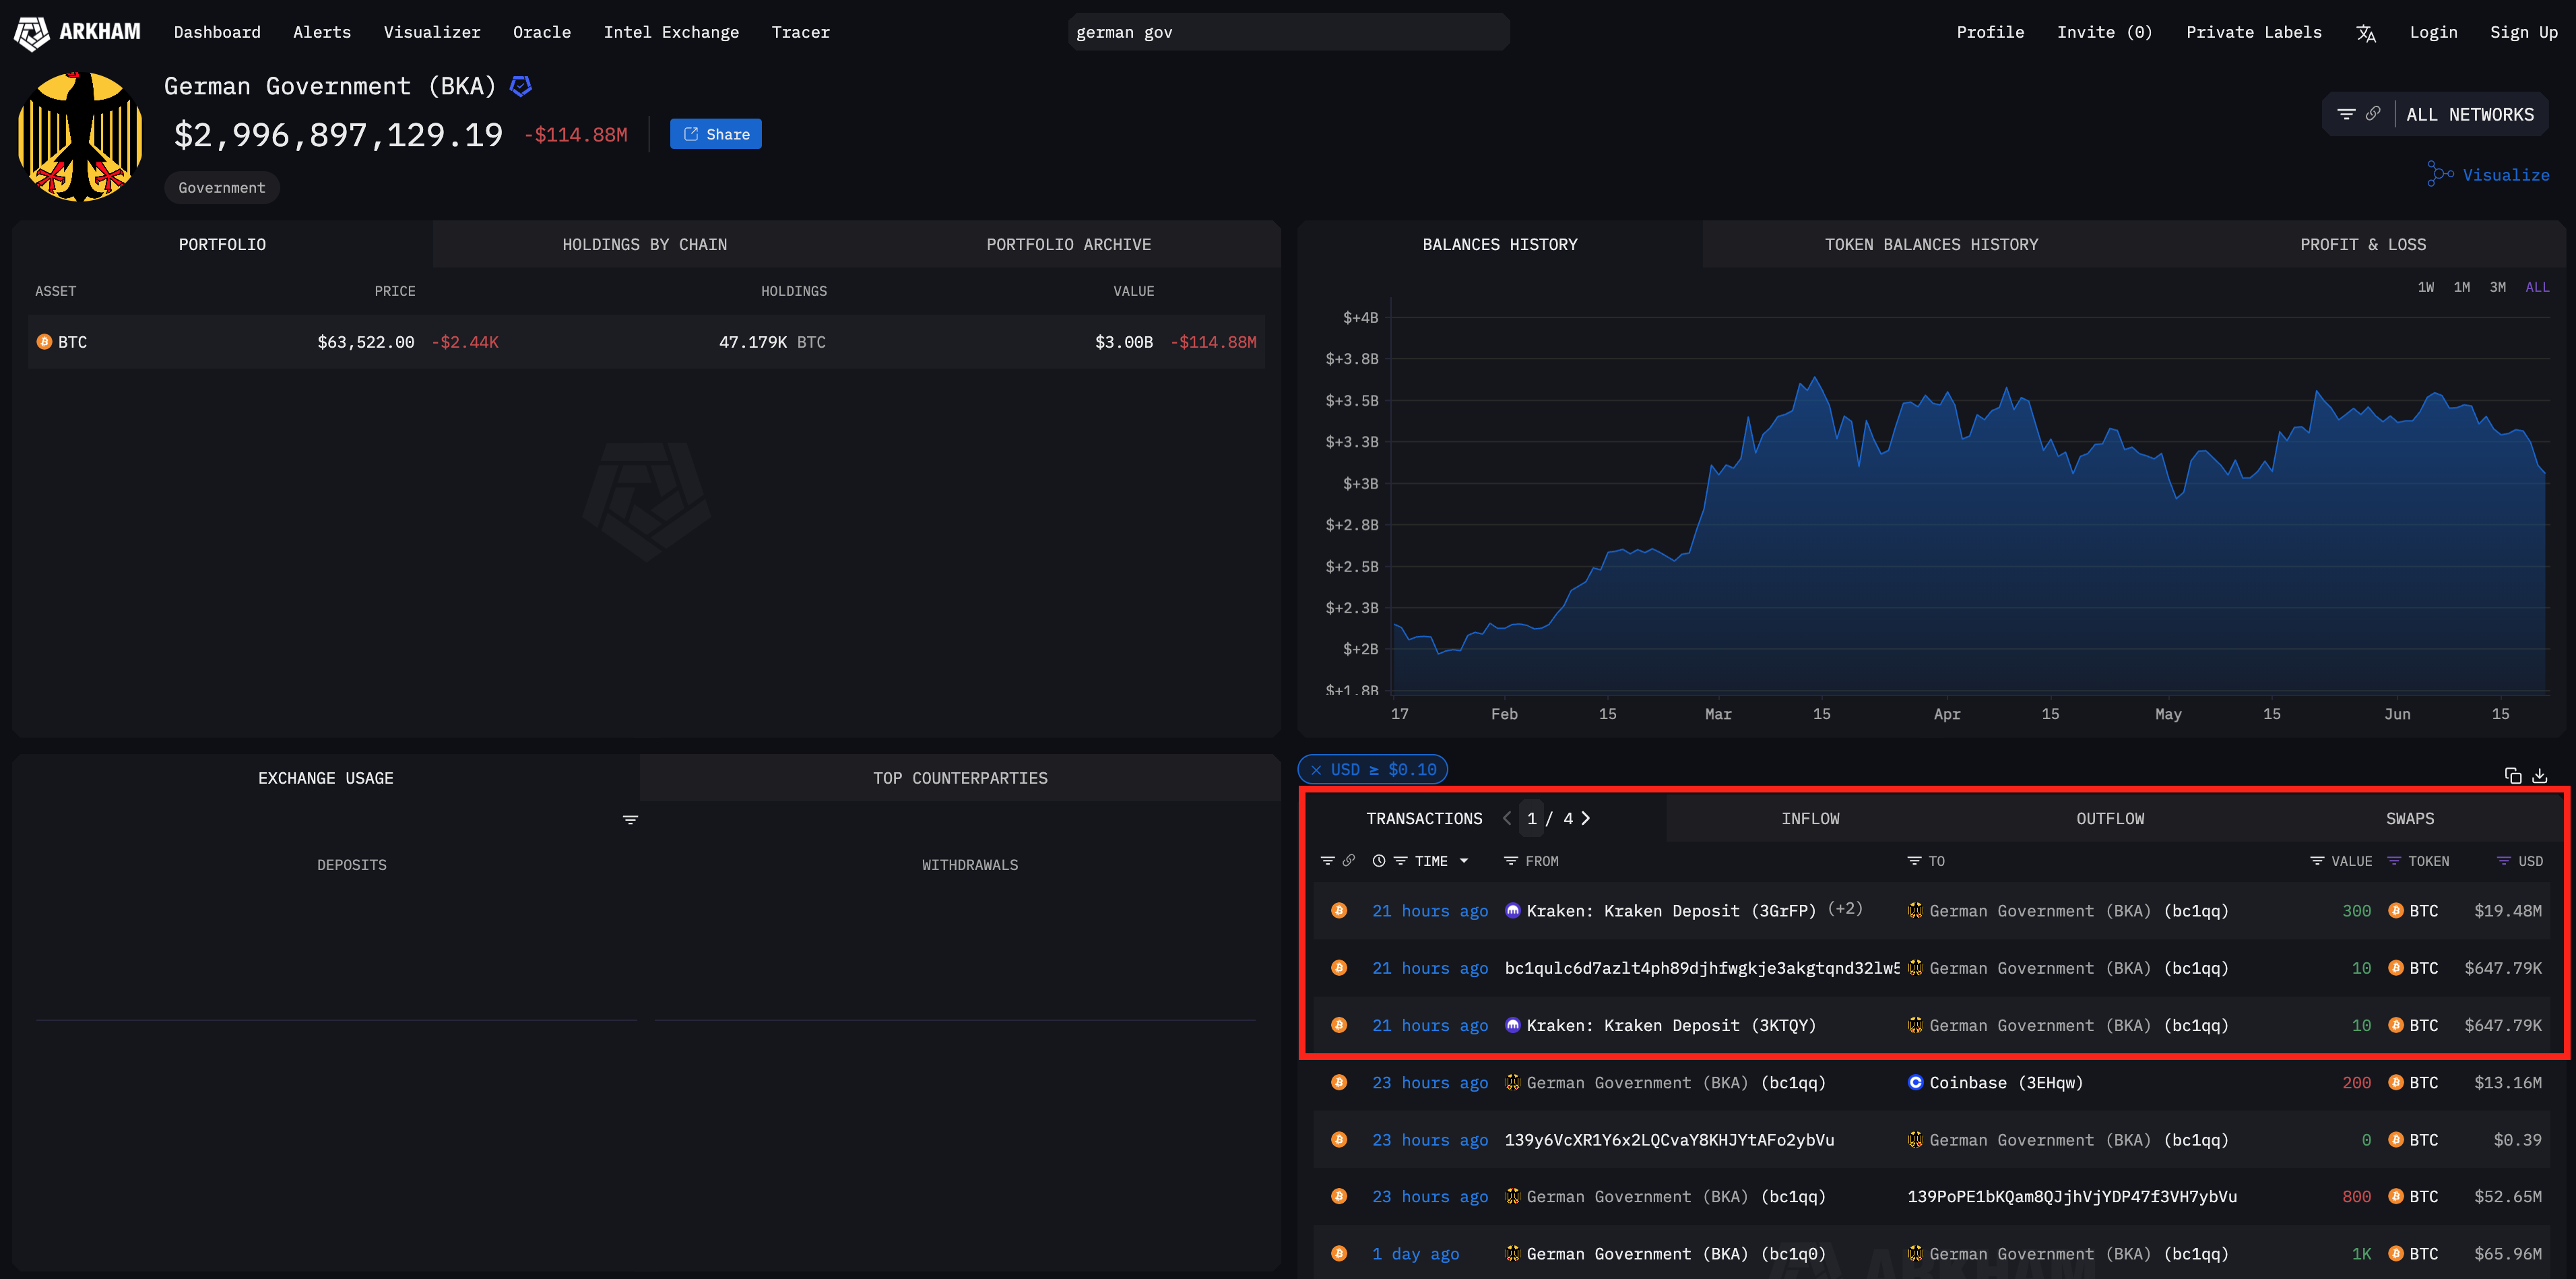 ARKHAM Dashboard Alerts Visualizer Oracle Intel Exchange Tracer german gov Profile Invite (0) Private Labels Login Sign Up
German Government (BKA)
$2,996,897,129.19 -$114.88M Share
Government
ALL NETWORKS
Visualize
PORTFOLIO HOLDINGS BY CHAIN PORTFOLIO ARCHIVE
ASSET PRICE HOLDINGS VALUE
BTC $63,522.00 -$2.44K 47.179K BTC $3.00B -$114.88M
BALANCES HISTORY TOKEN BALANCES HISTORY PROFIT & LOSS
1W 1M 3M ALL
$+4B
$+3.8B
$+3.5B
$+3.3B
$+3B
$+2.8B
$+2.5B
$+2.3B
$+2B
$+1.8B
17 Feb 15 Mar 15 Apr 15 May 15 Jun 15
EXCHANGE USAGE TOP COUNTERPARTIES
DEPOSITS WITHDRAWALS
× USD ≥ $0.10
TRANSACTIONS < 1 / 4 > INFLOW OUTFLOW SWAPS
TIME FROM TO VALUE TOKEN USD
21 hours ago Kraken: Kraken Deposit (3GrFP) (+2) German Government (BKA) (bc1qq) 300 BTC $19.48M
21 hours ago bc1qulc6d7azlt4ph89djhfwgkje3akgtqnd32lw5 German Government (BKA) (bc1qq) 10 BTC $647.79K
21 hours ago Kraken: Kraken Deposit (3KTQY) German Government (BKA) (bc1qq) 10 BTC $647.79K
23 hours ago German Government (BKA) (bc1qq) Coinbase (3EHqw) 200 BTC $13.16M
23 hours ago 139y6VcXR1Y6x2LQCvaY8KHJYtAFo2ybVu German Government (BKA) (bc1qq) 0 BTC $0.39
23 hours ago German Government (BKA) (bc1qq) 139PoPE1bKQam8QJjhVjYDP47f3VH7ybVu 800 BTC $52.65M
1 day ago German Government (BKA) (bc1q0) German Government (BKA) (bc1qq) 1K BTC $65.96M
ARKHAM